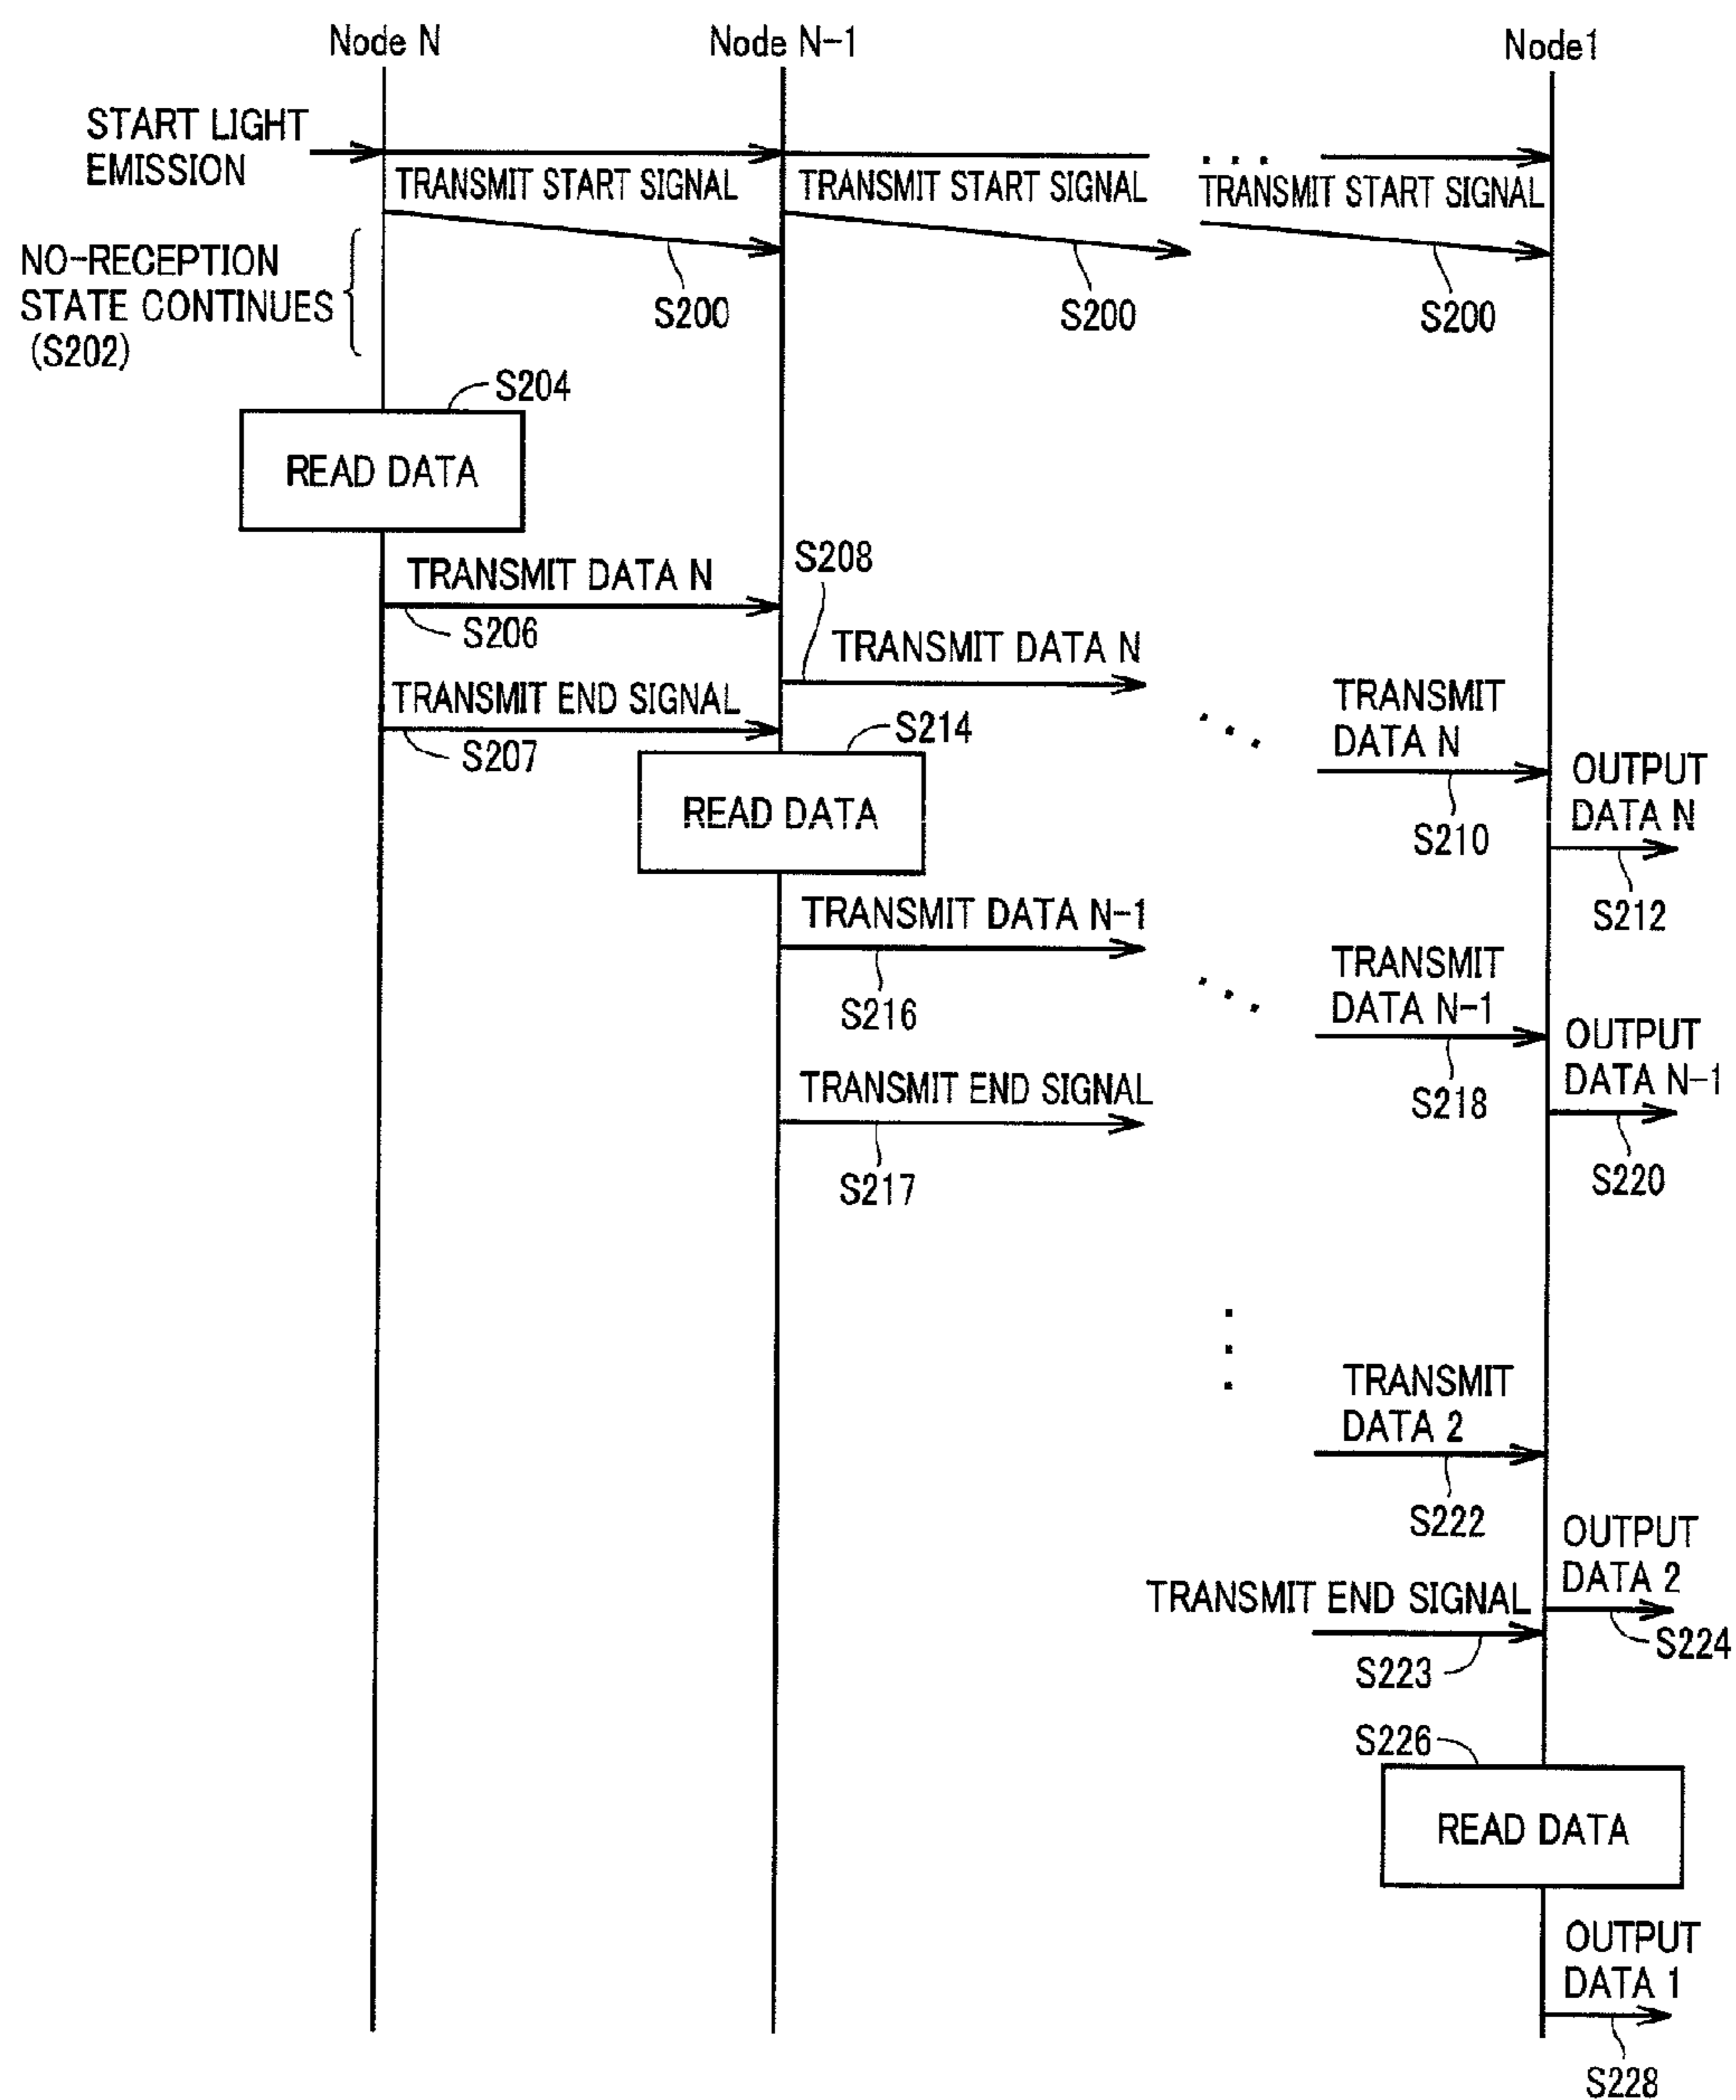 Node N
Node N-1
Node1
START LIGHT
EMISSION
TRANSMIT START SIGNAL
TRANSMIT START SIGNAL
TRANSMIT START SIGNAL
NO-RECEPTION
STATE CONTINUES
(S202)
S200
S200
S200
S204
READ DATA
TRANSMIT DATA N
S206
S208
TRANSMIT DATA N
TRANSMIT END SIGNAL
S207
S214
READ DATA
TRANSMIT
DATA N
S210
OUTPUT
DATA N
S212
TRANSMIT DATA N-1
S216
TRANSMIT
DATA N-1
S218
OUTPUT
DATA N-1
S220
TRANSMIT END SIGNAL
S217
TRANSMIT
DATA 2
S222
OUTPUT
DATA 2
S224
TRANSMIT END SIGNAL
S223
S226
READ DATA
OUTPUT
DATA 1
S228